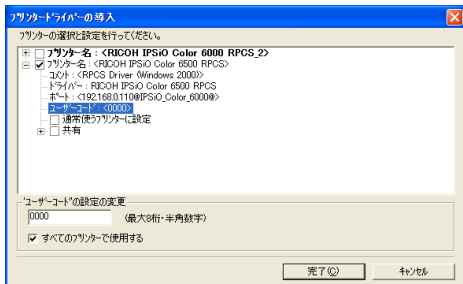 プリンタードライバーの導入
プリンターの選択と設定を行ってください。
プリンター名 : <RICOH IPSiO Color 6000 RPCS_2>
プリンター名 : <RICOH IPSiO Color 6500 RPCS>
コメント : <RPCS Driver (Windows 2000)>
ドライバー : RICOH IPSiO Color 6500 RPCS
ポート : <192.168.0.110@IPSiO_Color_6000@>
ユーザーコード : <0000>
通常使うプリンターに設定
共有
"ユーザーコード"の設定の変更
0000 (最大8桁・半角数字)
すべてのプリンターで使用する
完了(O) キャンセル